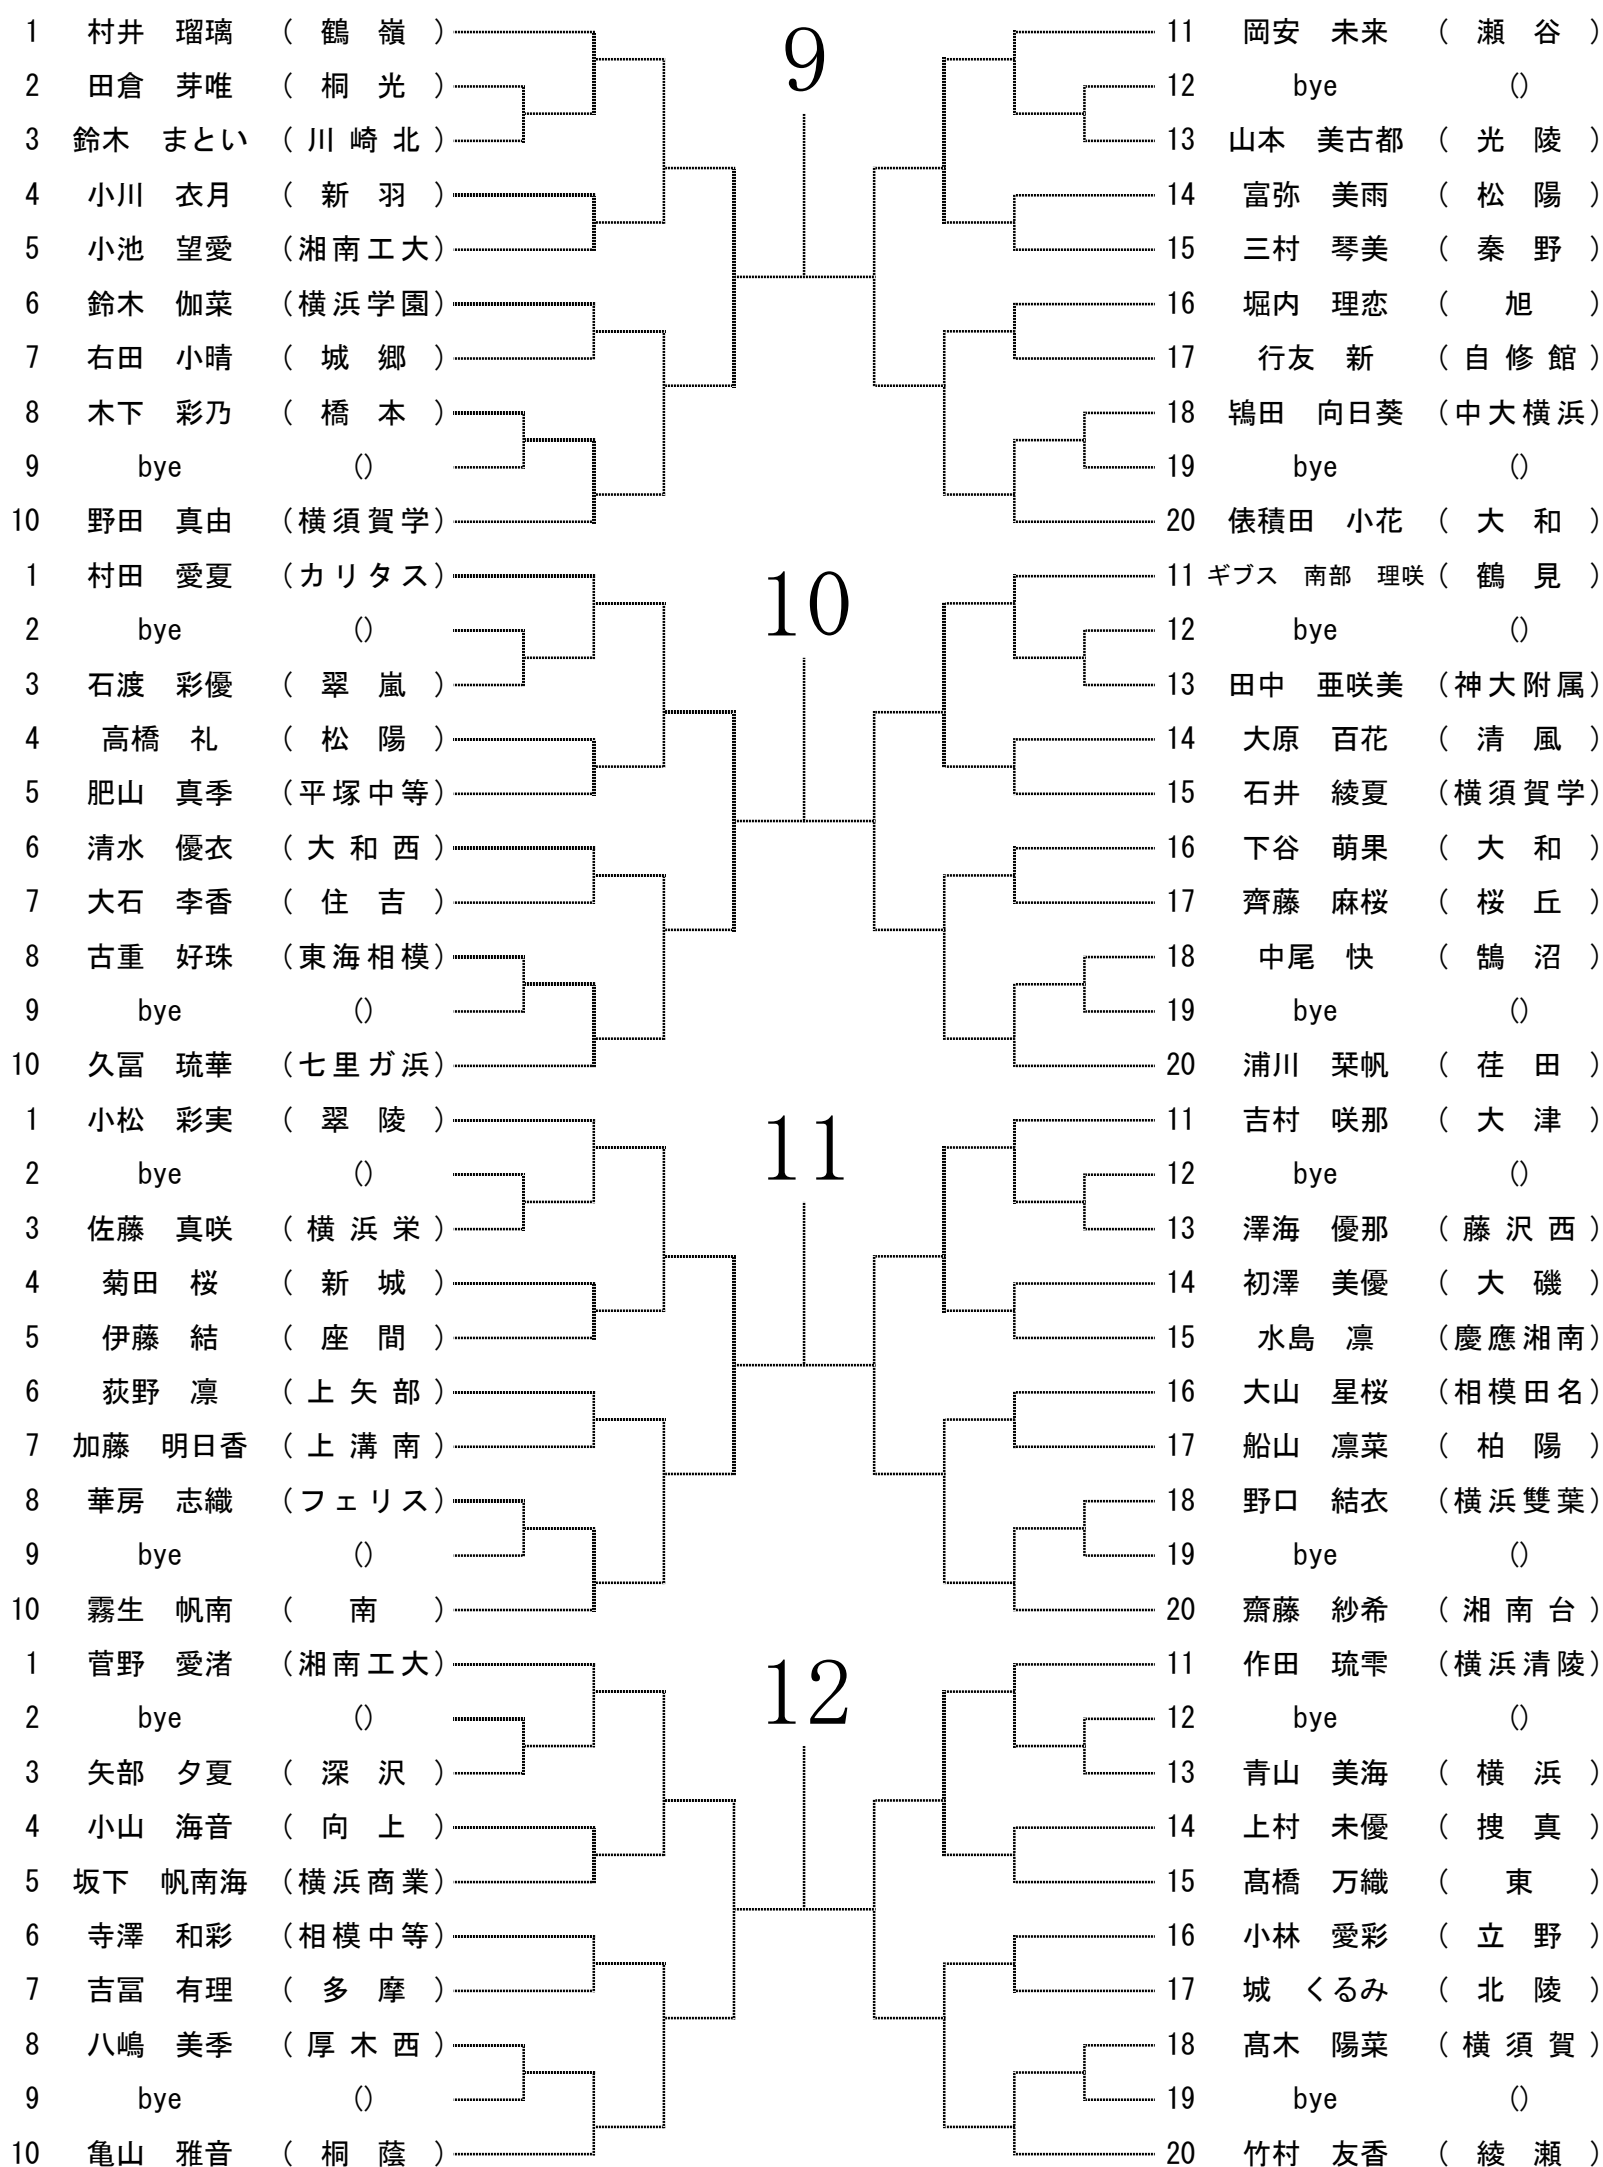 9
1 村井 瑠璃 ( 鶴 嶺 )
2 田倉 芽唯 ( 桐 光 )
3 鈴木 まとい ( 川 崎 北 )
4 小川 衣月 ( 新 羽 )
5 小池 望愛 (湘南工大)
6 鈴木 伽菜 (横浜学園)
7 右田 小晴 ( 城 郷 )
8 木下 彩乃 ( 橋 本 )
9 bye ()
10 野田 真由 (横須賀学)
11 岡安 未来 ( 瀬 谷 )
12 bye ()
13 山本 美古都 ( 光 陵 )
14 富弥 美雨 ( 松 陽 )
15 三村 琴美 ( 秦 野 )
16 堀内 理恋 ( 旭 )
17 行友 新 ( 自 修 館 )
18 鴇田 向日葵 (中大横浜)
19 bye ()
20 俵積田 小花 ( 大 和 )
10
1 村田 愛夏 (カリタス)
2 bye ()
3 石渡 彩優 ( 翠 嵐 )
4 高橋 礼 ( 松 陽 )
5 肥山 真季 (平塚中等)
6 清水 優衣 ( 大 和 西 )
7 大石 李香 ( 住 吉 )
8 古重 好珠 (東海相模)
9 bye ()
10 久冨 琉華 (七里ガ浜)
11 ギブス 南部 理咲 ( 鶴 見 )
12 bye ()
13 田中 亜咲美 (神大附属)
14 大原 百花 ( 清 風 )
15 石井 綾夏 (横須賀学)
16 下谷 萌果 ( 大 和 )
17 齊藤 麻桜 ( 桜 丘 )
18 中尾 快 ( 鵠 沼 )
19 bye ()
20 浦川 栞帆 ( 荏 田 )
11
1 小松 彩実 ( 翠 陵 )
2 bye ()
3 佐藤 真咲 ( 横 浜 栄 )
4 菊田 桜 ( 新 城 )
5 伊藤 結 ( 座 間 )
6 荻野 凛 ( 上 矢 部 )
7 加藤 明日香 ( 上 溝 南 )
8 華房 志織 (フェリス)
9 bye ()
10 霧生 帆南 ( 南 )
11 吉村 咲那 ( 大 津 )
12 bye ()
13 澤海 優那 ( 藤 沢 西 )
14 初澤 美優 ( 大 磯 )
15 水島 凛 (慶應湘南)
16 大山 星桜 (相模田名)
17 船山 凛菜 ( 柏 陽 )
18 野口 結衣 (横浜雙葉)
19 bye ()
20 齋藤 紗希 ( 湘 南 台 )
12
1 菅野 愛渚 (湘南工大)
2 bye ()
3 矢部 夕夏 ( 深 沢 )
4 小山 海音 ( 向 上 )
5 坂下 帆南海 (横浜商業)
6 寺澤 和彩 (相模中等)
7 吉冨 有理 ( 多 摩 )
8 八嶋 美季 ( 厚 木 西 )
9 bye ()
10 亀山 雅音 ( 桐 蔭 )
11 作田 琉雫 (横浜清陵)
12 bye ()
13 青山 美海 ( 横 浜 )
14 上村 未優 ( 捜 真 )
15 髙橋 万織 ( 東 )
16 小林 愛彩 ( 立 野 )
17 城 くるみ ( 北 陵 )
18 髙木 陽菜 ( 横 須 賀 )
19 bye ()
20 竹村 友香 ( 綾 瀬 )